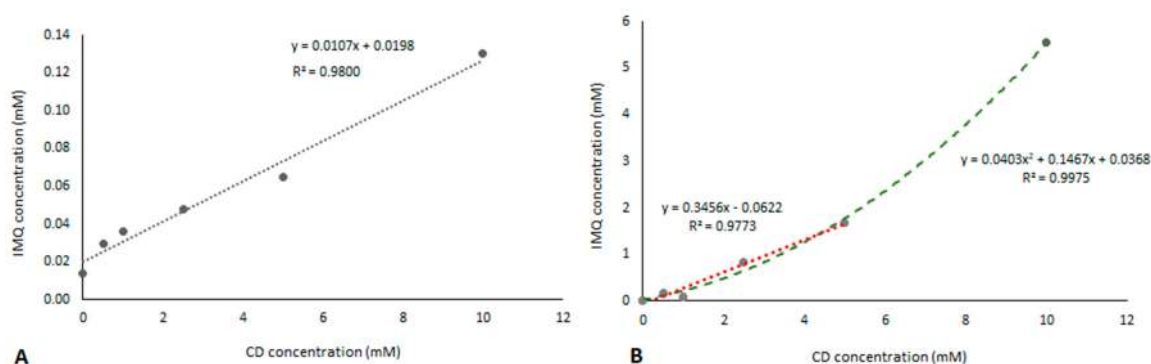 0.14
0.12
0.10
0.08
0.06
0.04
0.02
0.00
IMQ concentration (mM)
y = 0.0107x + 0.0198
R² = 0.9800
0 2 4 6 8 10 12
CD concentration (mM)
A
6
5
4
3
2
1
0
IMQ concentration (mM)
y = 0.3456x - 0.0622
R² = 0.9773
y = 0.0403x² + 0.1467x + 0.0368
R² = 0.9975
0 2 4 6 8 10 12
CD concentration (mM)
B